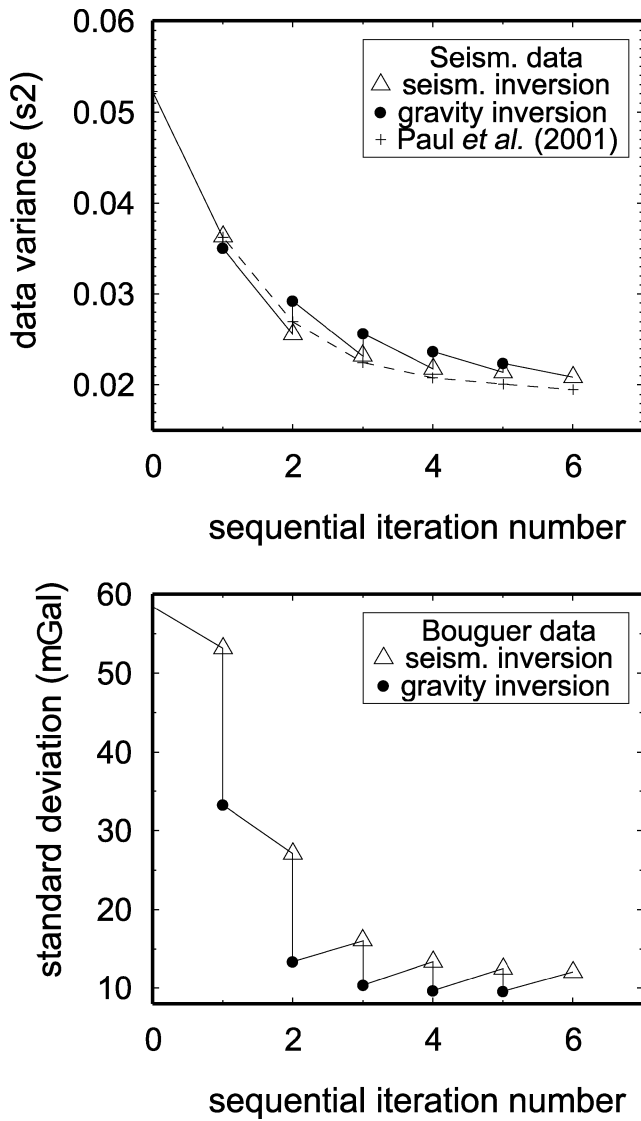 0.06
0.05
0.04
0.03
0.02
data variance (s2)
Seism. data
seism. inversion
gravity inversion
Paul et al. (2001)
0 2 4 6
sequential iteration number
60
50
40
30
20
10
standard deviation (mGal)
Bouguer data
seism. inversion
gravity inversion
0 2 4 6
sequential iteration number